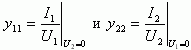 y₁₁ = I₁/U₁ |U₂=0 и y₂₂ = I₂/U₂ |U₁=0